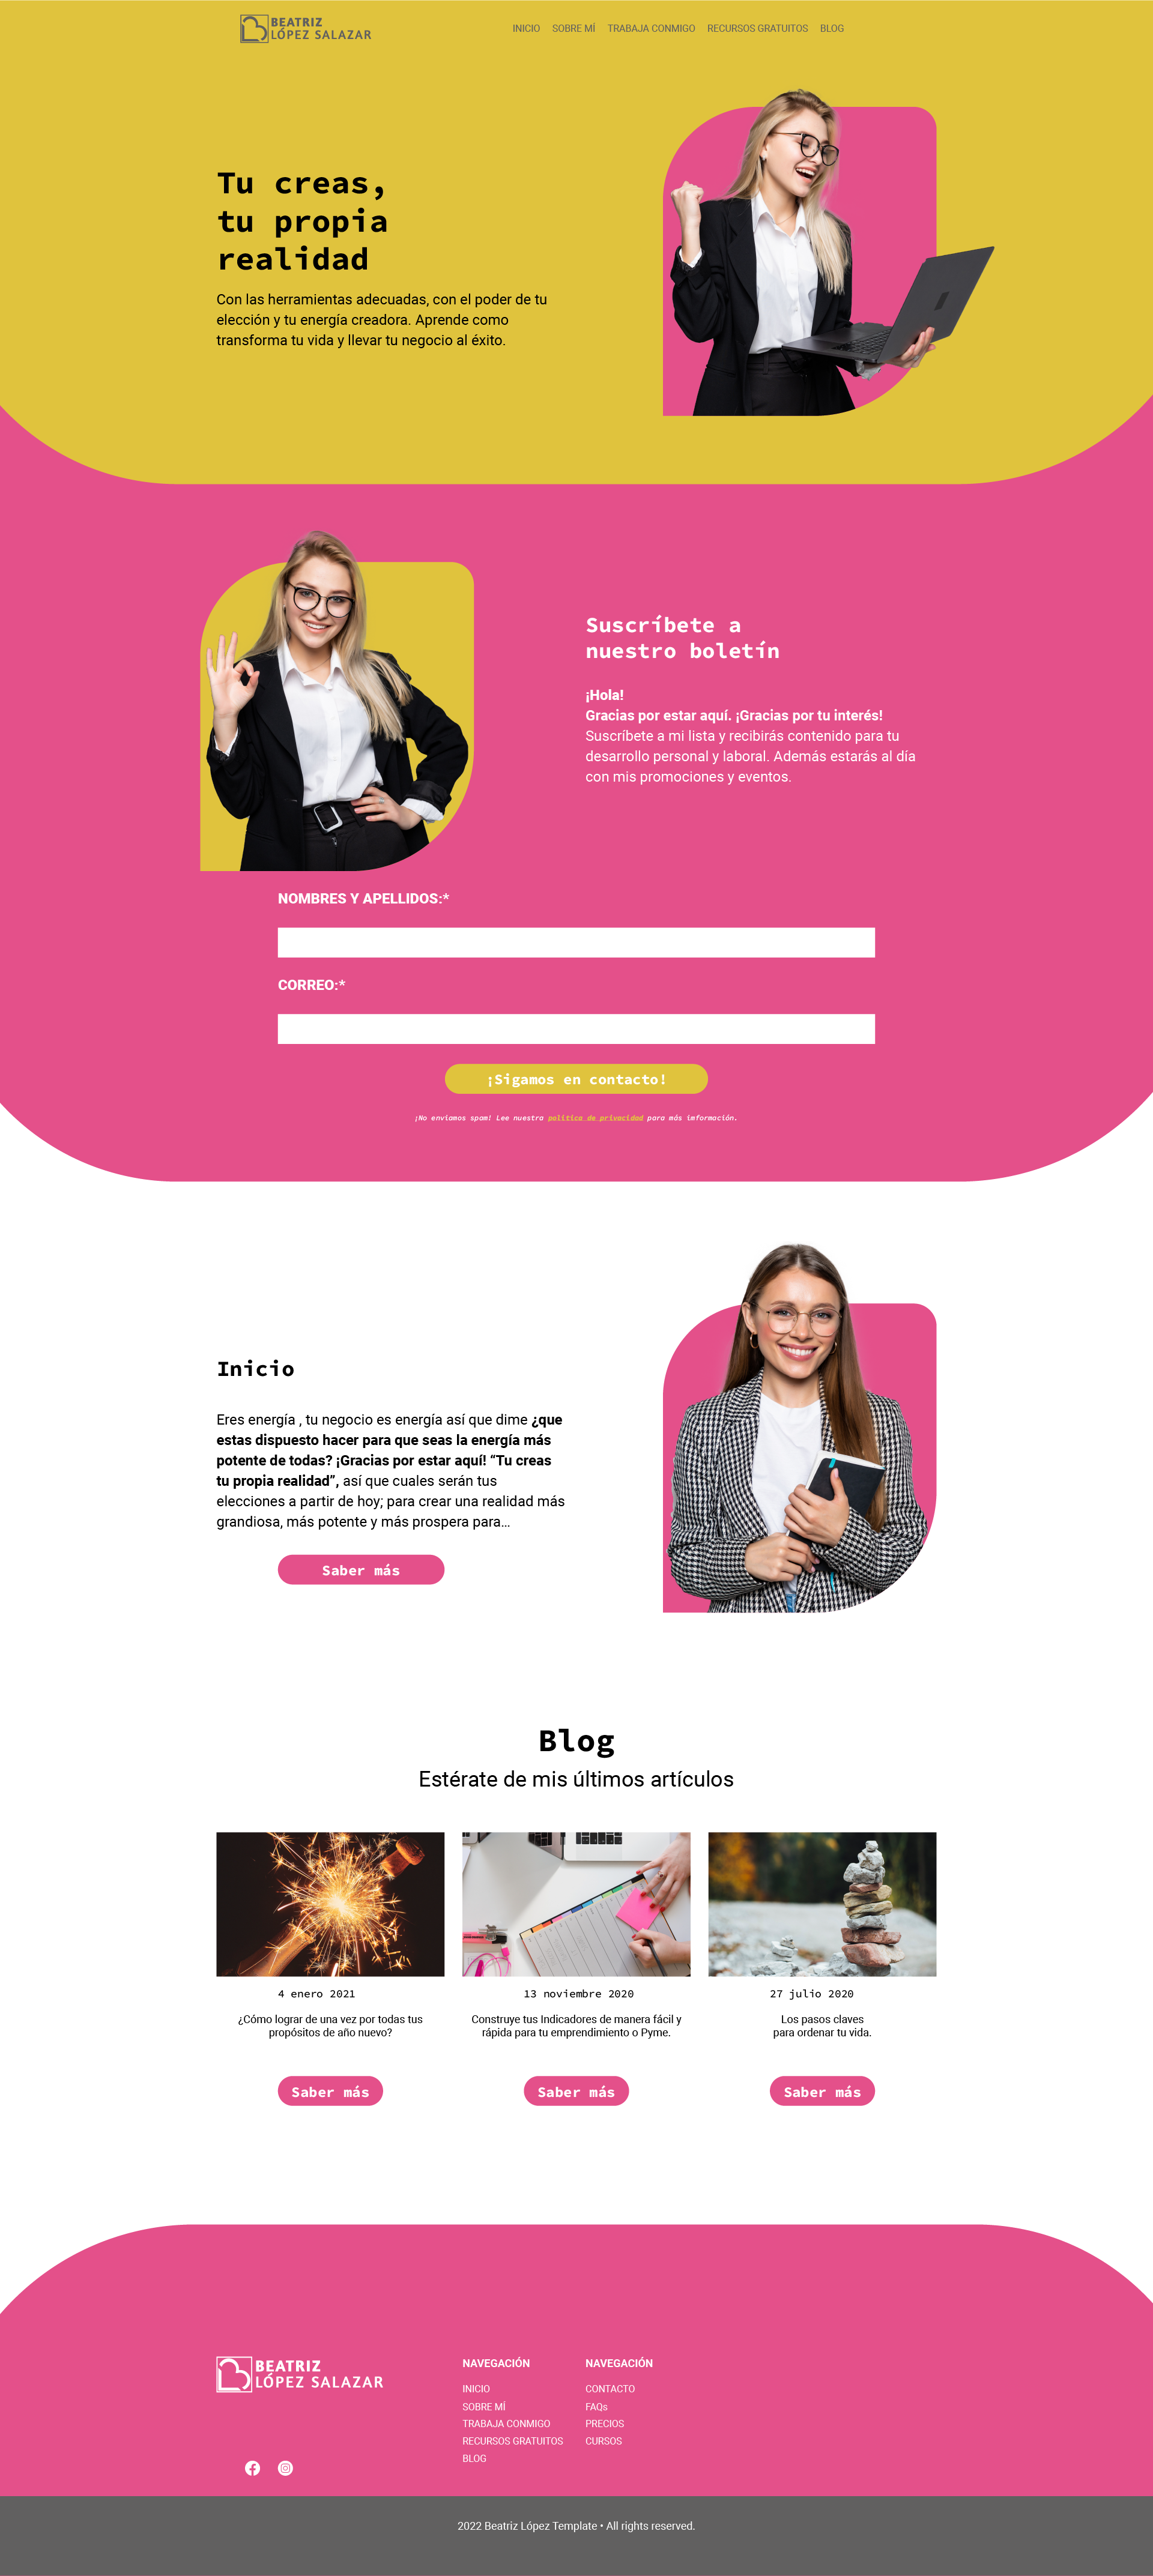 BEATRIZ
LÓPEZ SALAZAR
INICIO SOBRE MÍ TRABAJA CONMIGO RECURSOS GRATUITOS BLOG
Tu creas,
tu propia
realidad
Con las herramientas adecuadas, con el poder de tu
elección y tu energía creadora. Aprende como
transforma tu vida y llevar tu negocio al éxito.
Suscríbete a
nuestro boletín
¡Hola!
Gracias por estar aquí. ¡Gracias por tu interés!
Suscríbete a mi lista y recibirás contenido para tu
desarrollo personal y laboral. Además estarás al día
con mis promociones y eventos.
NOMBRES Y APELLIDOS:*
CORREO:*
¡Sigamos en contacto!
¡No enviamos spam! Lee nuestra política de privacidad para más imformación.
Inicio
Eres energía , tu negocio es energía así que dime ¿que
estas dispuesto hacer para que seas la energía más
potente de todas? ¡Gracias por estar aquí! “Tu creas
tu propia realidad”, así que cuales serán tus
elecciones a partir de hoy; para crear una realidad más
grandiosa, más potente y más prospera para...
Saber más
Blog
Estérate de mis últimos artículos
4 enero 2021
¿Cómo lograr de una vez por todas tus
propósitos de año nuevo?
Saber más
13 noviembre 2020
Construye tus Indicadores de manera fácil y
rápida para tu emprendimiento o Pyme.
Saber más
27 julio 2020
Los pasos claves
para ordenar tu vida.
Saber más
BEATRIZ
LÓPEZ SALAZAR
NAVEGACIÓN
INICIO
SOBRE MÍ
TRABAJA CONMIGO
RECURSOS GRATUITOS
BLOG
NAVEGACIÓN
CONTACTO
FAQs
PRECIOS
CURSOS
2022 Beatriz López Template • All rights reserved.